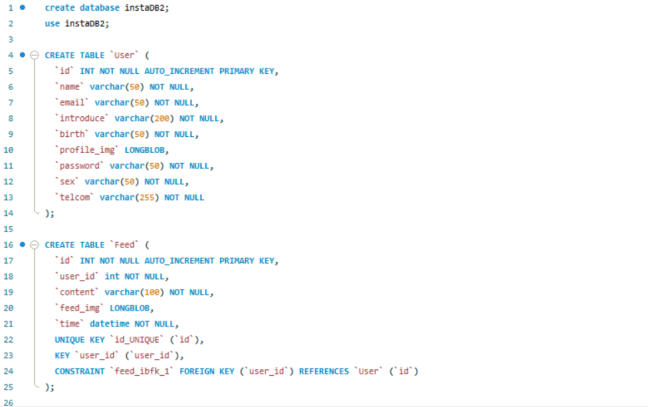 1 create database instaDB2;
2 use instaDB2;
3
4 CREATE TABLE `User` (
5 `id` INT NOT NULL AUTO_INCREMENT PRIMARY KEY,
6 `name` varchar(50) NOT NULL,
7 `email` varchar(50) NOT NULL,
8 `introduce` varchar(200) NOT NULL,
9 `birth` varchar(50) NOT NULL,
10 `profile_img` LONGBLOB,
11 `password` varchar(50) NOT NULL,
12 `sex` varchar(50) NOT NULL,
13 `telcom` varchar(255) NOT NULL
14 );
15
16 CREATE TABLE `Feed` (
17 `id` INT NOT NULL AUTO_INCREMENT PRIMARY KEY,
18 `user_id` int NOT NULL,
19 `content` varchar(100) NOT NULL,
20 `feed_img` LONGBLOB,
21 `time` datetime NOT NULL,
22 UNIQUE KEY `id_UNIQUE` (`id`),
23 KEY `user_id` (`user_id`),
24 CONSTRAINT `feed_ibfk_1` FOREIGN KEY (`user_id`) REFERENCES `User` (`id`)
25 );
26